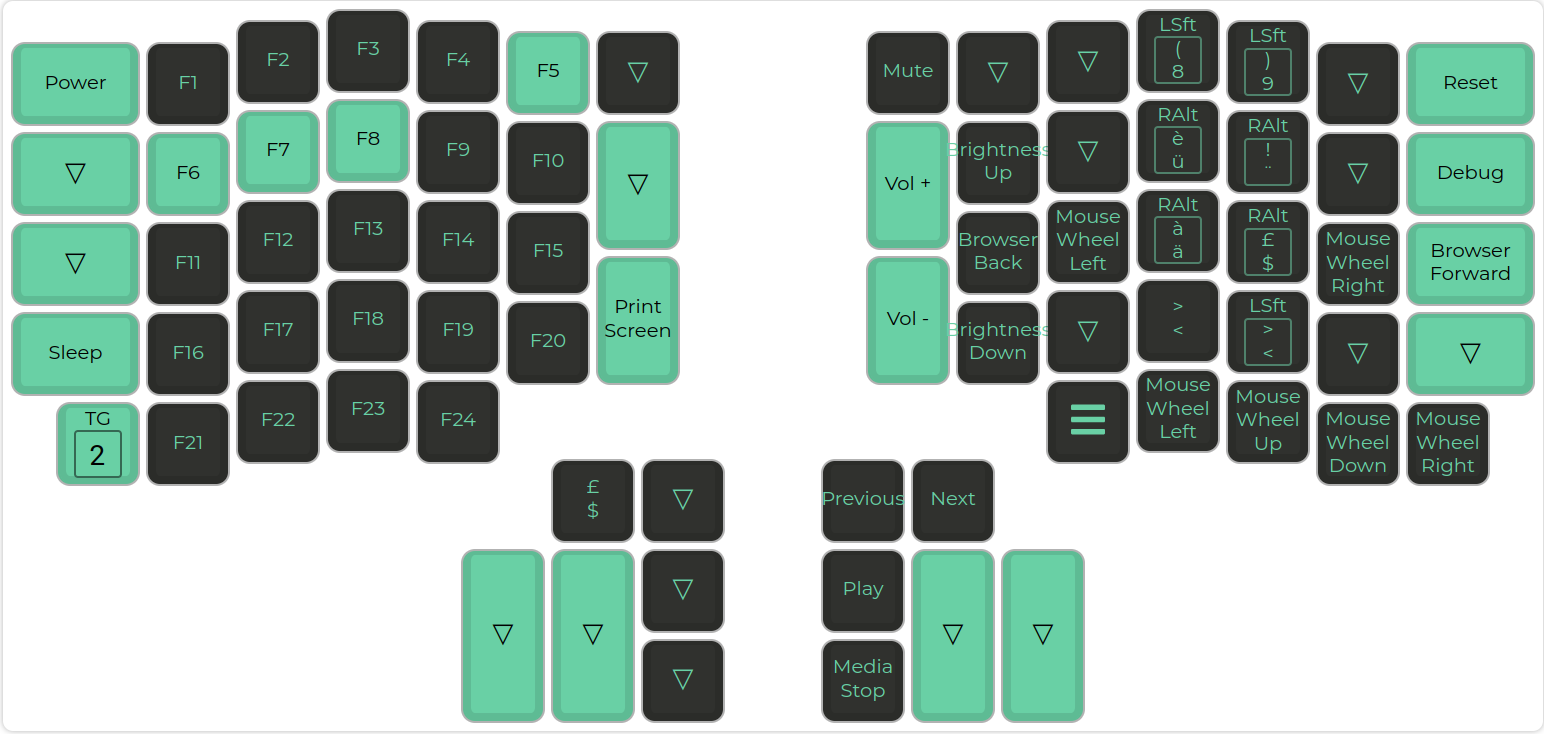 Power
F1
F2
F3
F4
F5
▽
▽
F6
F7
F8
F9
F10
▽
▽
F11
F12
F13
F14
F15
Print
Screen
Sleep
F16
F17
F18
F19
F20
TG
2
F21
F22
F23
F24
£
$
▽
▽
▽
▽
▽
Mute
▽
▽
LSft
(
8
LSft
)
9
▽
Reset
Vol +
Brightness
Up
▽
RAlt
è
ü
RAlt
!
¨
▽
Debug
Browser
Back
Mouse
Wheel
Left
RAlt
à
ä
RAlt
£
$
Mouse
Wheel
Right
Browser
Forward
Vol -
Brightness
Down
▽
>
<
LSft
>
<
▽
▽
☰
Mouse
Wheel
Left
Mouse
Wheel
Up
Mouse
Wheel
Down
Mouse
Wheel
Right
Previous
Next
Play
▽
▽
Media
Stop